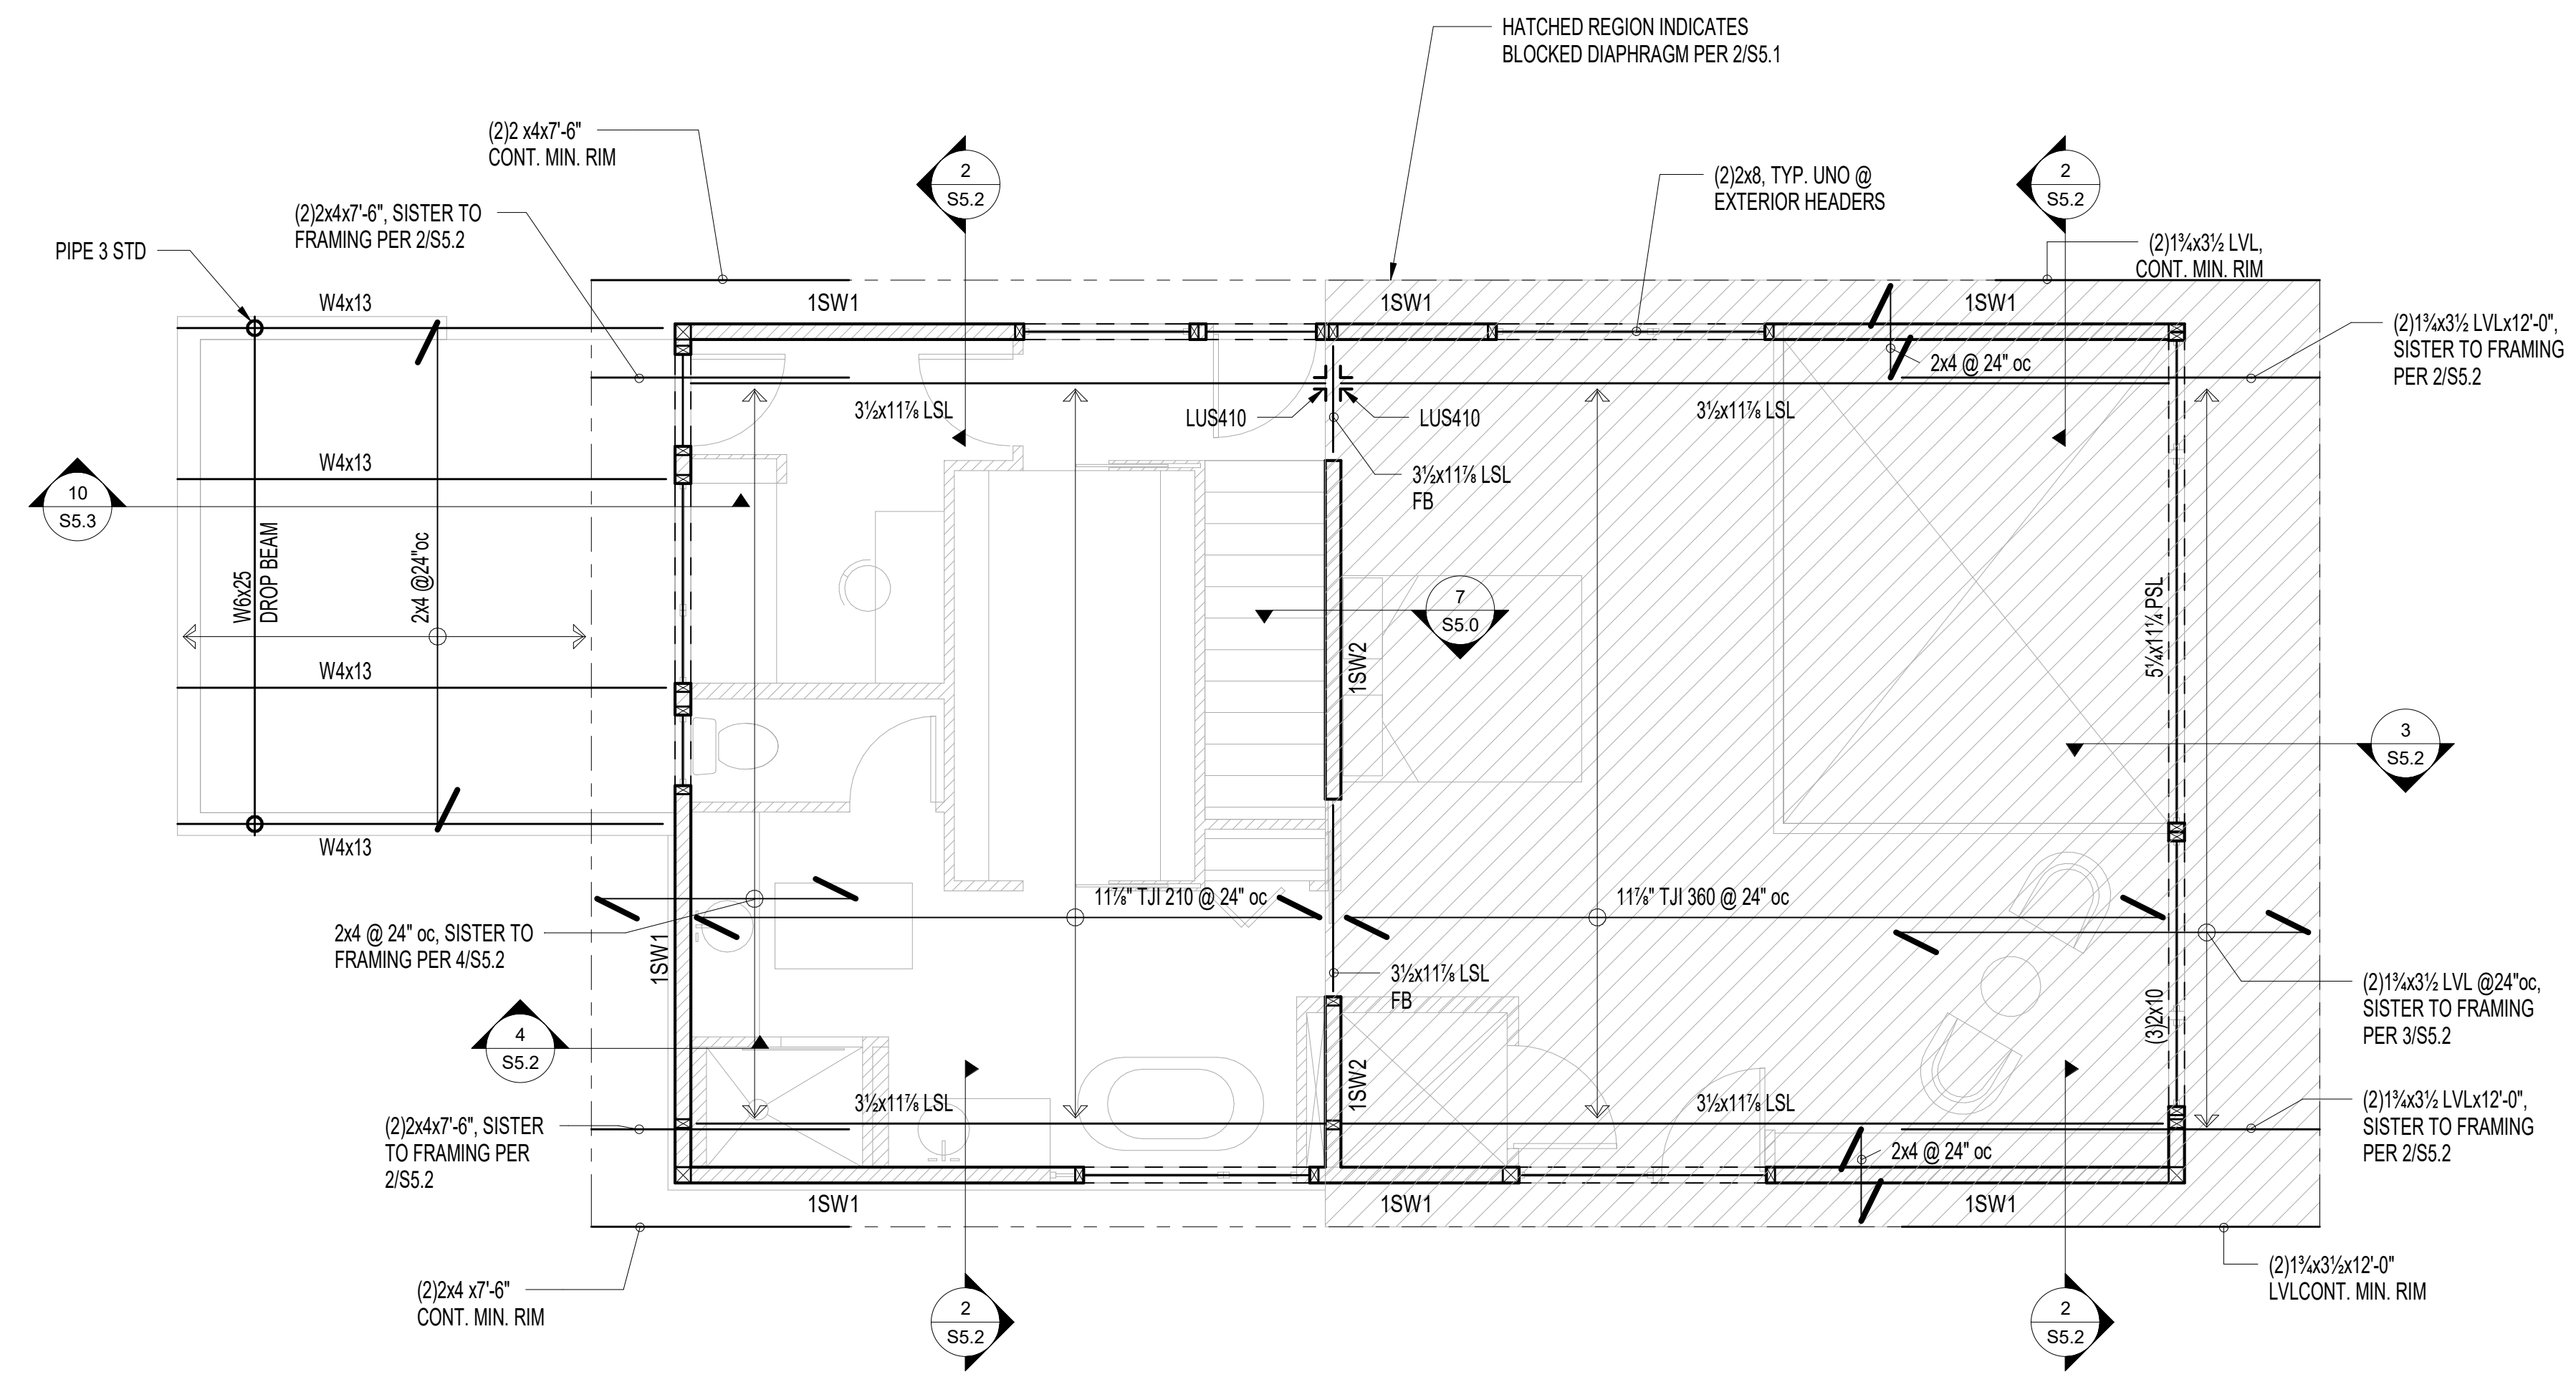 HATCHED REGION INDICATES
BLOCKED DIAPHRAGM PER 2/S5.1
(2)2 x4x7'-6"
CONT. MIN. RIM
2
S5.2
2
S5.2
(2)2x8, TYP. UNO @
EXTERIOR HEADERS
(2)2x4x7'-6", SISTER TO
FRAMING PER 2/S5.2
PIPE 3 STD
(2)1¾x3½ LVL,
CONT. MIN. RIM
W4x13
1SW1
1SW1
1SW1
(2)1¾x3½ LVLx12'-0",
SISTER TO FRAMING
PER 2/S5.2
2x4 @ 24" oc
3½x11⅞ LSL
LUS410
LUS410
3½x11⅞ LSL
W4x13
3½x11⅞ LSL
FB
10
S5.3
W6x25
DROP BEAM
2x4 @24"oc
7
S5.0
1SW2
5¼x11¼ PSL
W4x13
3
S5.2
W4x13
11⅞" TJI 210 @ 24" oc
11⅞" TJI 360 @ 24" oc
2x4 @ 24" oc, SISTER TO
FRAMING PER 4/S5.2
1SW1
3½x11⅞ LSL
FB
(2)1¾x3½ LVL @24"oc,
SISTER TO FRAMING
PER 3/S5.2
(3)2x10
4
S5.2
1SW2
3½x11⅞ LSL
3½x11⅞ LSL
(2)2x4x7'-6", SISTER
TO FRAMING PER
2/S5.2
(2)1¾x3½ LVLx12'-0",
SISTER TO FRAMING
PER 2/S5.2
2x4 @ 24" oc
1SW1
1SW1
1SW1
(2)2x4 x7'-6"
CONT. MIN. RIM
(2)1¾x3½x12'-0"
LVLCONT. MIN. RIM
2
S5.2
2
S5.2